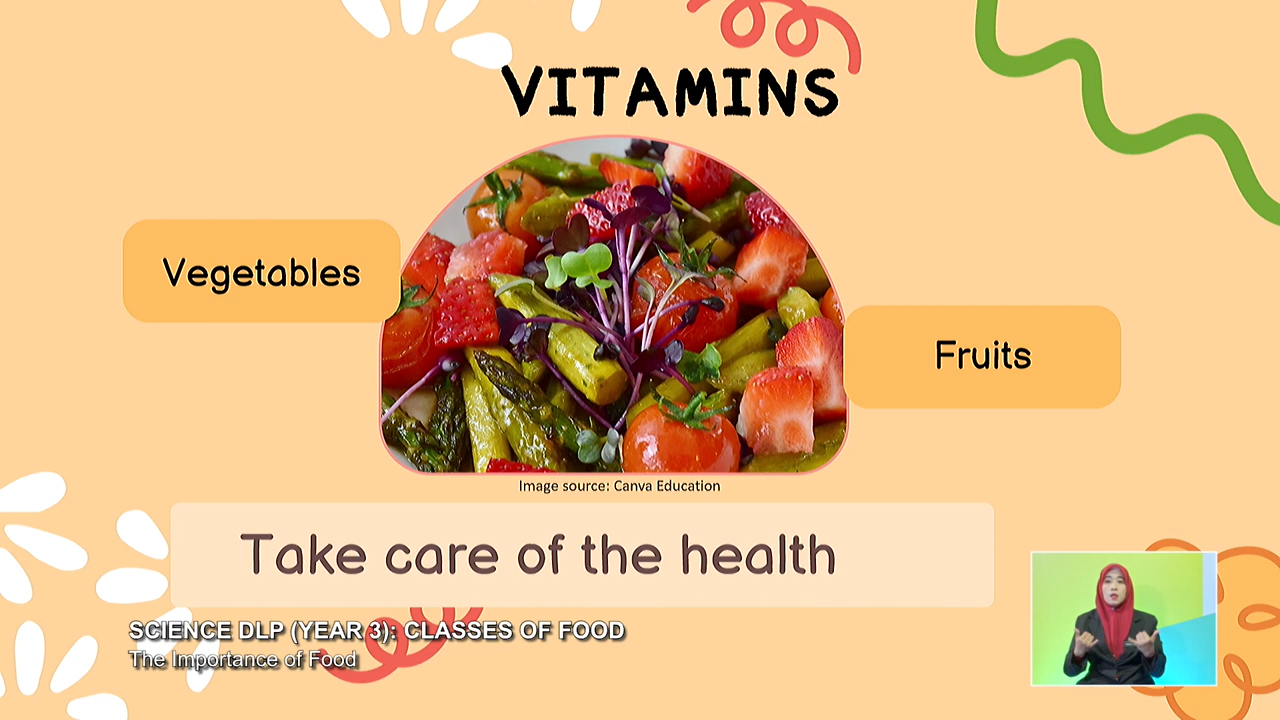 VITAMINS
Vegetables
Fruits
Image source: Canva Education
Take care of the health
SCIENCE DLP (YEAR 3): CLASSES OF FOOD
The Importance of Food